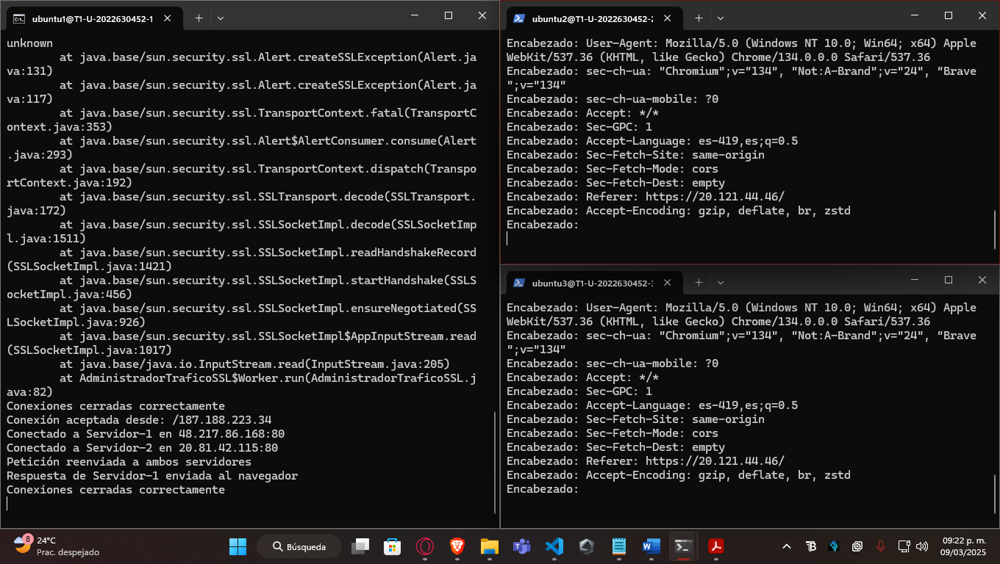 ubuntu1@T1-U-2022630452-1
unknown
at java.base/sun.security.ssl.Alert.createSSLException(Alert.ja
va:131)
at java.base/sun.security.ssl.Alert.createSSLException(Alert.ja
va:117)
at java.base/sun.security.ssl.TransportContext.fatal(TransportC
ontext.java:353)
at java.base/sun.security.ssl.Alert$AlertConsumer.consume(Alert
.java:293)
at java.base/sun.security.ssl.TransportContext.dispatch(Transpo
rtContext.java:192)
at java.base/sun.security.ssl.SSLTransport.decode(SSLTransport.
java:172)
at java.base/sun.security.ssl.SSLSocketImpl.decode(SSLSocketImp
l.java:1511)
at java.base/sun.security.ssl.SSLSocketImpl.readHandshakeRecord
(SSLSocketImpl.java:1421)
at java.base/sun.security.ssl.SSLSocketImpl.startHandshake(SSLS
ocketImpl.java:456)
at java.base/sun.security.ssl.SSLSocketImpl.ensureNegotiated(SS
LSocketImpl.java:926)
at java.base/sun.security.ssl.SSLSocketImpl$AppInputStream.read
(SSLSocketImpl.java:1017)
at java.base/java.io.InputStream.read(InputStream.java:205)
at AdministradorTraficoSSL$Worker.run(AdministradorTraficoSSL.j
ava:82)
Conexiones cerradas correctamente
Conexión aceptada desde: /187.188.223.34
Conectado a Servidor-1 en 48.217.86.168:80
Conectado a Servidor-2 en 20.81.42.115:80
Petición reenviada a ambos servidores
Respuesta de Servidor-1 enviada al navegador
Conexiones cerradas correctamente
ubuntu2@T1-U-2022630452-2
Encabezado: User-Agent: Mozilla/5.0 (Windows NT 10.0; Win64; x64) Apple
WebKit/537.36 (KHTML, like Gecko) Chrome/134.0.0.0 Safari/537.36
Encabezado: sec-ch-ua: "Chromium";v="134", "Not:A-Brand";v="24", "Brave
";v="134"
Encabezado: sec-ch-ua-mobile: ?0
Encabezado: Accept: */*
Encabezado: Sec-GPC: 1
Encabezado: Accept-Language: es-419,es;q=0.5
Encabezado: Sec-Fetch-Site: same-origin
Encabezado: Sec-Fetch-Mode: cors
Encabezado: Sec-Fetch-Dest: empty
Encabezado: Referer: https://20.121.44.46/
Encabezado: Accept-Encoding: gzip, deflate, br, zstd
Encabezado:
ubuntu3@T1-U-2022630452-3
Encabezado: User-Agent: Mozilla/5.0 (Windows NT 10.0; Win64; x64) Apple
WebKit/537.36 (KHTML, like Gecko) Chrome/134.0.0.0 Safari/537.36
Encabezado: sec-ch-ua: "Chromium";v="134", "Not:A-Brand";v="24", "Brave
";v="134"
Encabezado: sec-ch-ua-mobile: ?0
Encabezado: Accept: */*
Encabezado: Sec-GPC: 1
Encabezado: Accept-Language: es-419,es;q=0.5
Encabezado: Sec-Fetch-Site: same-origin
Encabezado: Sec-Fetch-Mode: cors
Encabezado: Sec-Fetch-Dest: empty
Encabezado: Referer: https://20.121.44.46/
Encabezado: Accept-Encoding: gzip, deflate, br, zstd
Encabezado:
8
24°C
Prac. despejado
Búsqueda
09:22 p. m.
09/03/2025